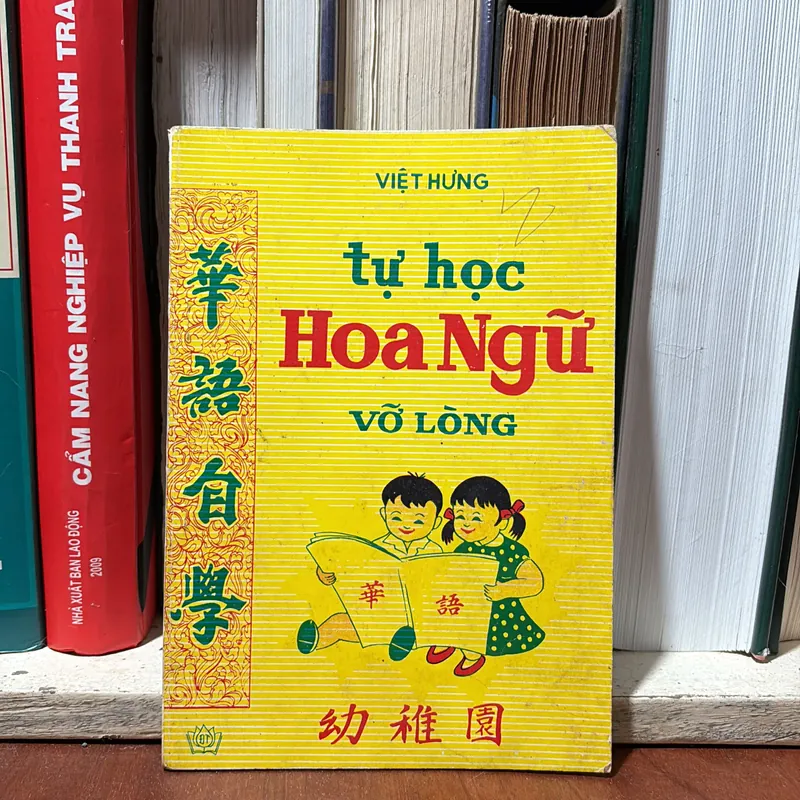 CẨM NANG NGHIỆP VỤ THANH TRA
NHÀ XUẤT BẢN LAO ĐỘNG
2009
VIỆT HƯNG
tự học
Hoa Ngữ
VỠ LÒNG
華語自學
華 語
幼稚園
ĐT